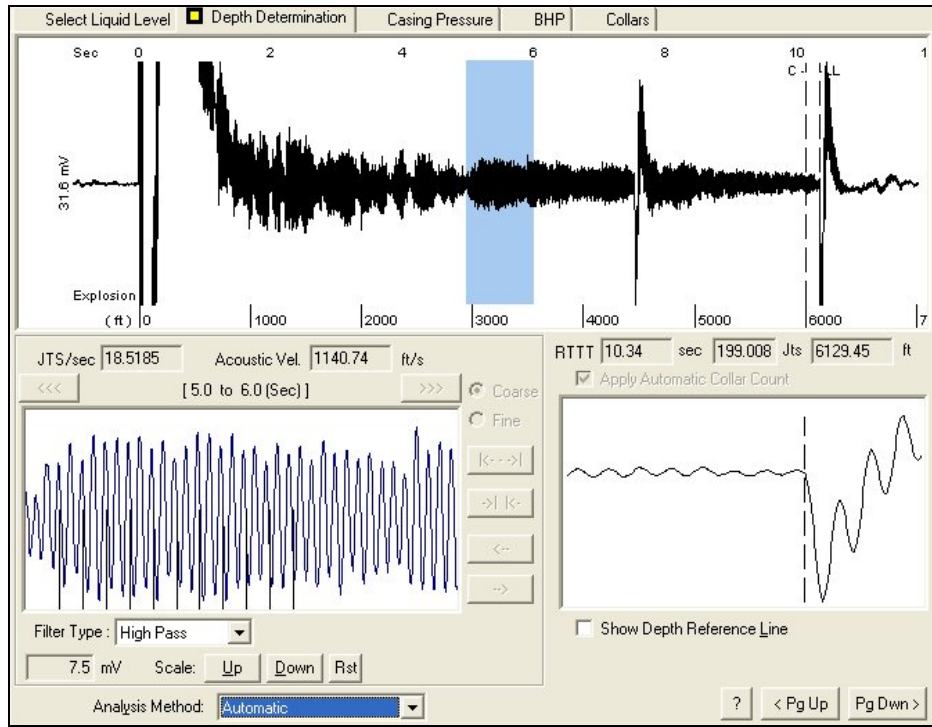 Select Liquid Level Depth Determination Casing Pressure BHP Collars
Sec 0 2 4 6 8 10 1
C - LL
31.6 mV
Explosion
(ft) 0 1000 2000 3000 4000 5000 6000 7
JTS/sec 18.5185 Acoustic Vel. 1140.74 ft/s
RTTT 10.34 sec 199.008 Jts 6129.45 ft
<<< [ 5.0 to 6.0 (Sec) ] >>>
Apply Automatic Collar Count
Coarse
Fine
|<- - ->|
->| |<-
<--
-->
Filter Type : High Pass
Show Depth Reference Line
7.5 mV Scale: Up Down Rst
Analysis Method: Automatic
? < Pg Up Pg Dwn >